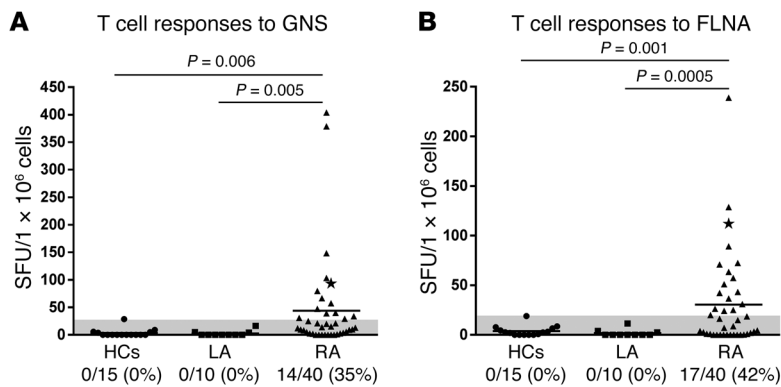 A
T cell responses to GNS
P = 0.006
P = 0.005
450
400
350
300
250
200
150
100
50
0
SFU/1 × 10⁶ cells
HCs
LA
RA
0/15 (0%)
0/10 (0%)
14/40 (35%)
B
T cell responses to FLNA
P = 0.001
P = 0.0005
250
200
150
100
50
0
SFU/1 × 10⁶ cells
HCs
LA
RA
0/15 (0%)
0/10 (0%)
17/40 (42%)